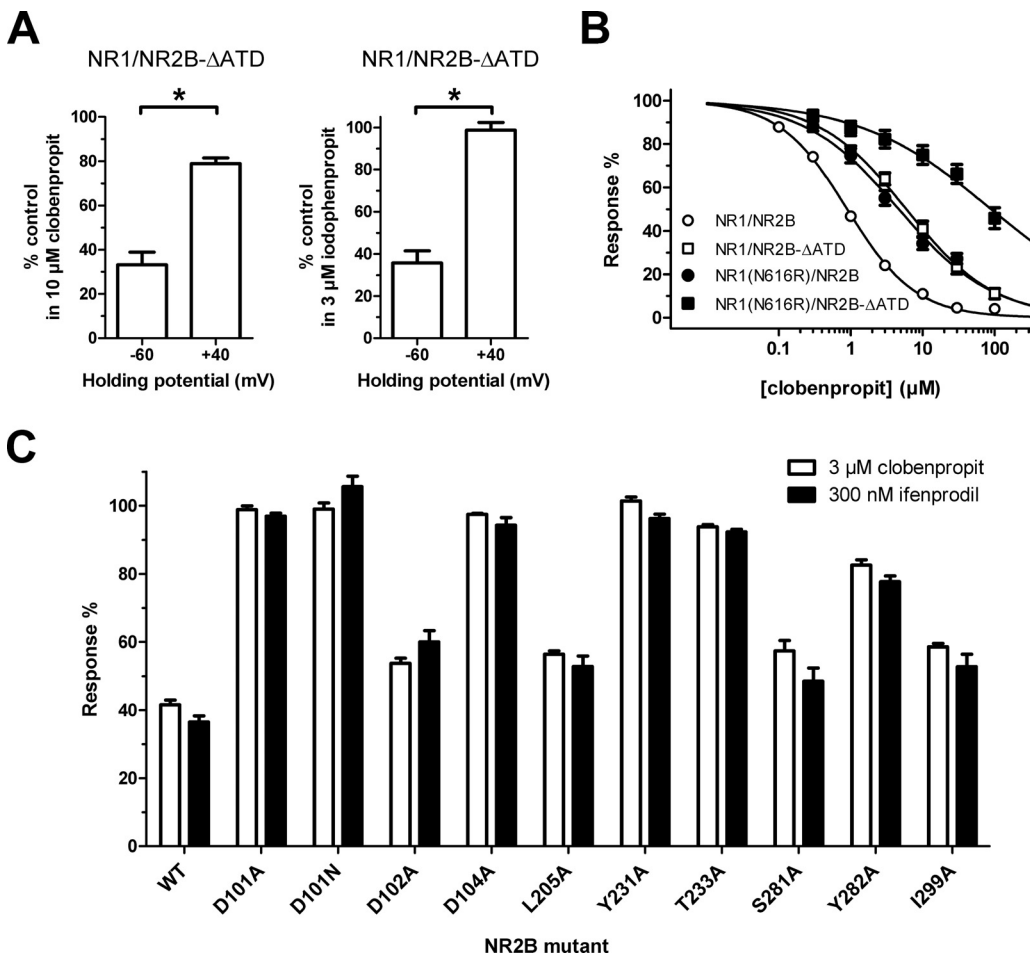 A
NR1/NR2B-ΔATD
*
% control
in 10 µM clobenpropit
100
80
60
40
20
0
-60
+40
Holding potential (mV)
NR1/NR2B-ΔATD
*
% control
in 3 µM iodophenpropit
100
80
60
40
20
0
-60
+40
Holding potential (mV)
B
Response %
100
80
60
40
20
0
NR1/NR2B
NR1/NR2B-ΔATD
NR1(N616R)/NR2B
NR1(N616R)/NR2B-ΔATD
0.1
1
10
100
[clobenpropit] (µM)
C
3 µM clobenpropit
300 nM ifenprodil
Response %
100
80
60
40
20
0
WT
D101A
D101N
D102A
D104A
L205A
Y231A
T233A
S281A
Y282A
I299A
NR2B mutant